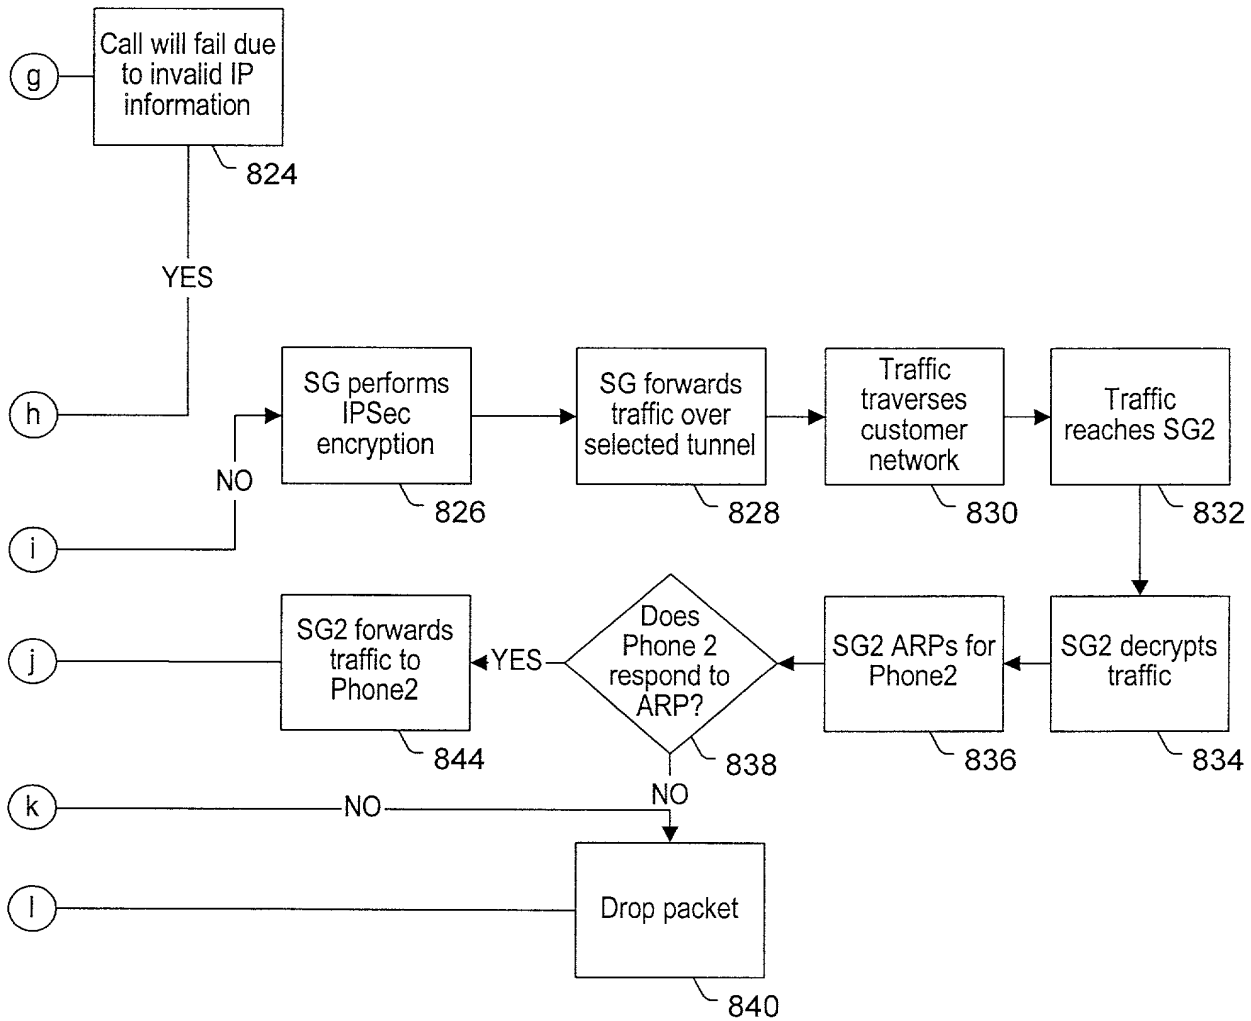 g
Call will fail due
to invalid IP
information
824
YES
h
SG performs
IPSec
encryption
826
SG forwards
traffic over
selected tunnel
828
Traffic
traverses
customer
network
830
Traffic
reaches SG2
832
NO
i
j
SG2 forwards
traffic to
Phone2
844
YES
Does
Phone 2
respond to
ARP?
838
SG2 ARPs for
Phone2
836
SG2 decrypts
traffic
834
NO
k
NO
l
Drop packet
840